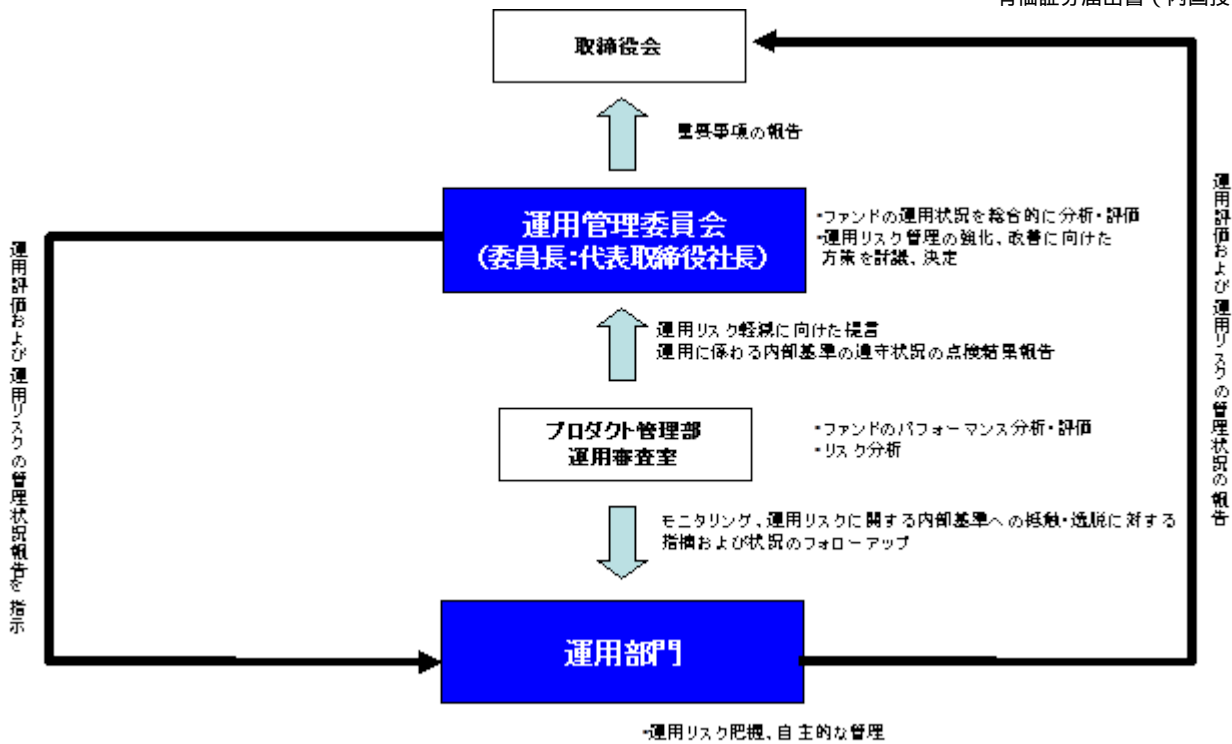 有価証券届出書(内国投
取締役会
重要事項の報告
運用管理委員会
(委員長:代表取締役社長)
・ファンドの運用状況を総合的に分析・評価
・運用リスク管理の強化、改善に向けた
方策を討議、決定
運用リスク軽減に向けた提言
運用に係わる内部基準の遵守状況の点検結果報告
プロダクト管理部
運用審査室
・ファンドのパフォーマンス分析・評価
・リスク分析
モニタリング、運用リスクに関する内部基準への抵触・逸脱に対する
指摘および状況のフォローアップ
運用部門
・運用リスク把握、自主的な管理
運用評価および運用リスクの管理状況報告を指示
運用評価および運用リスクの管理状況の報告